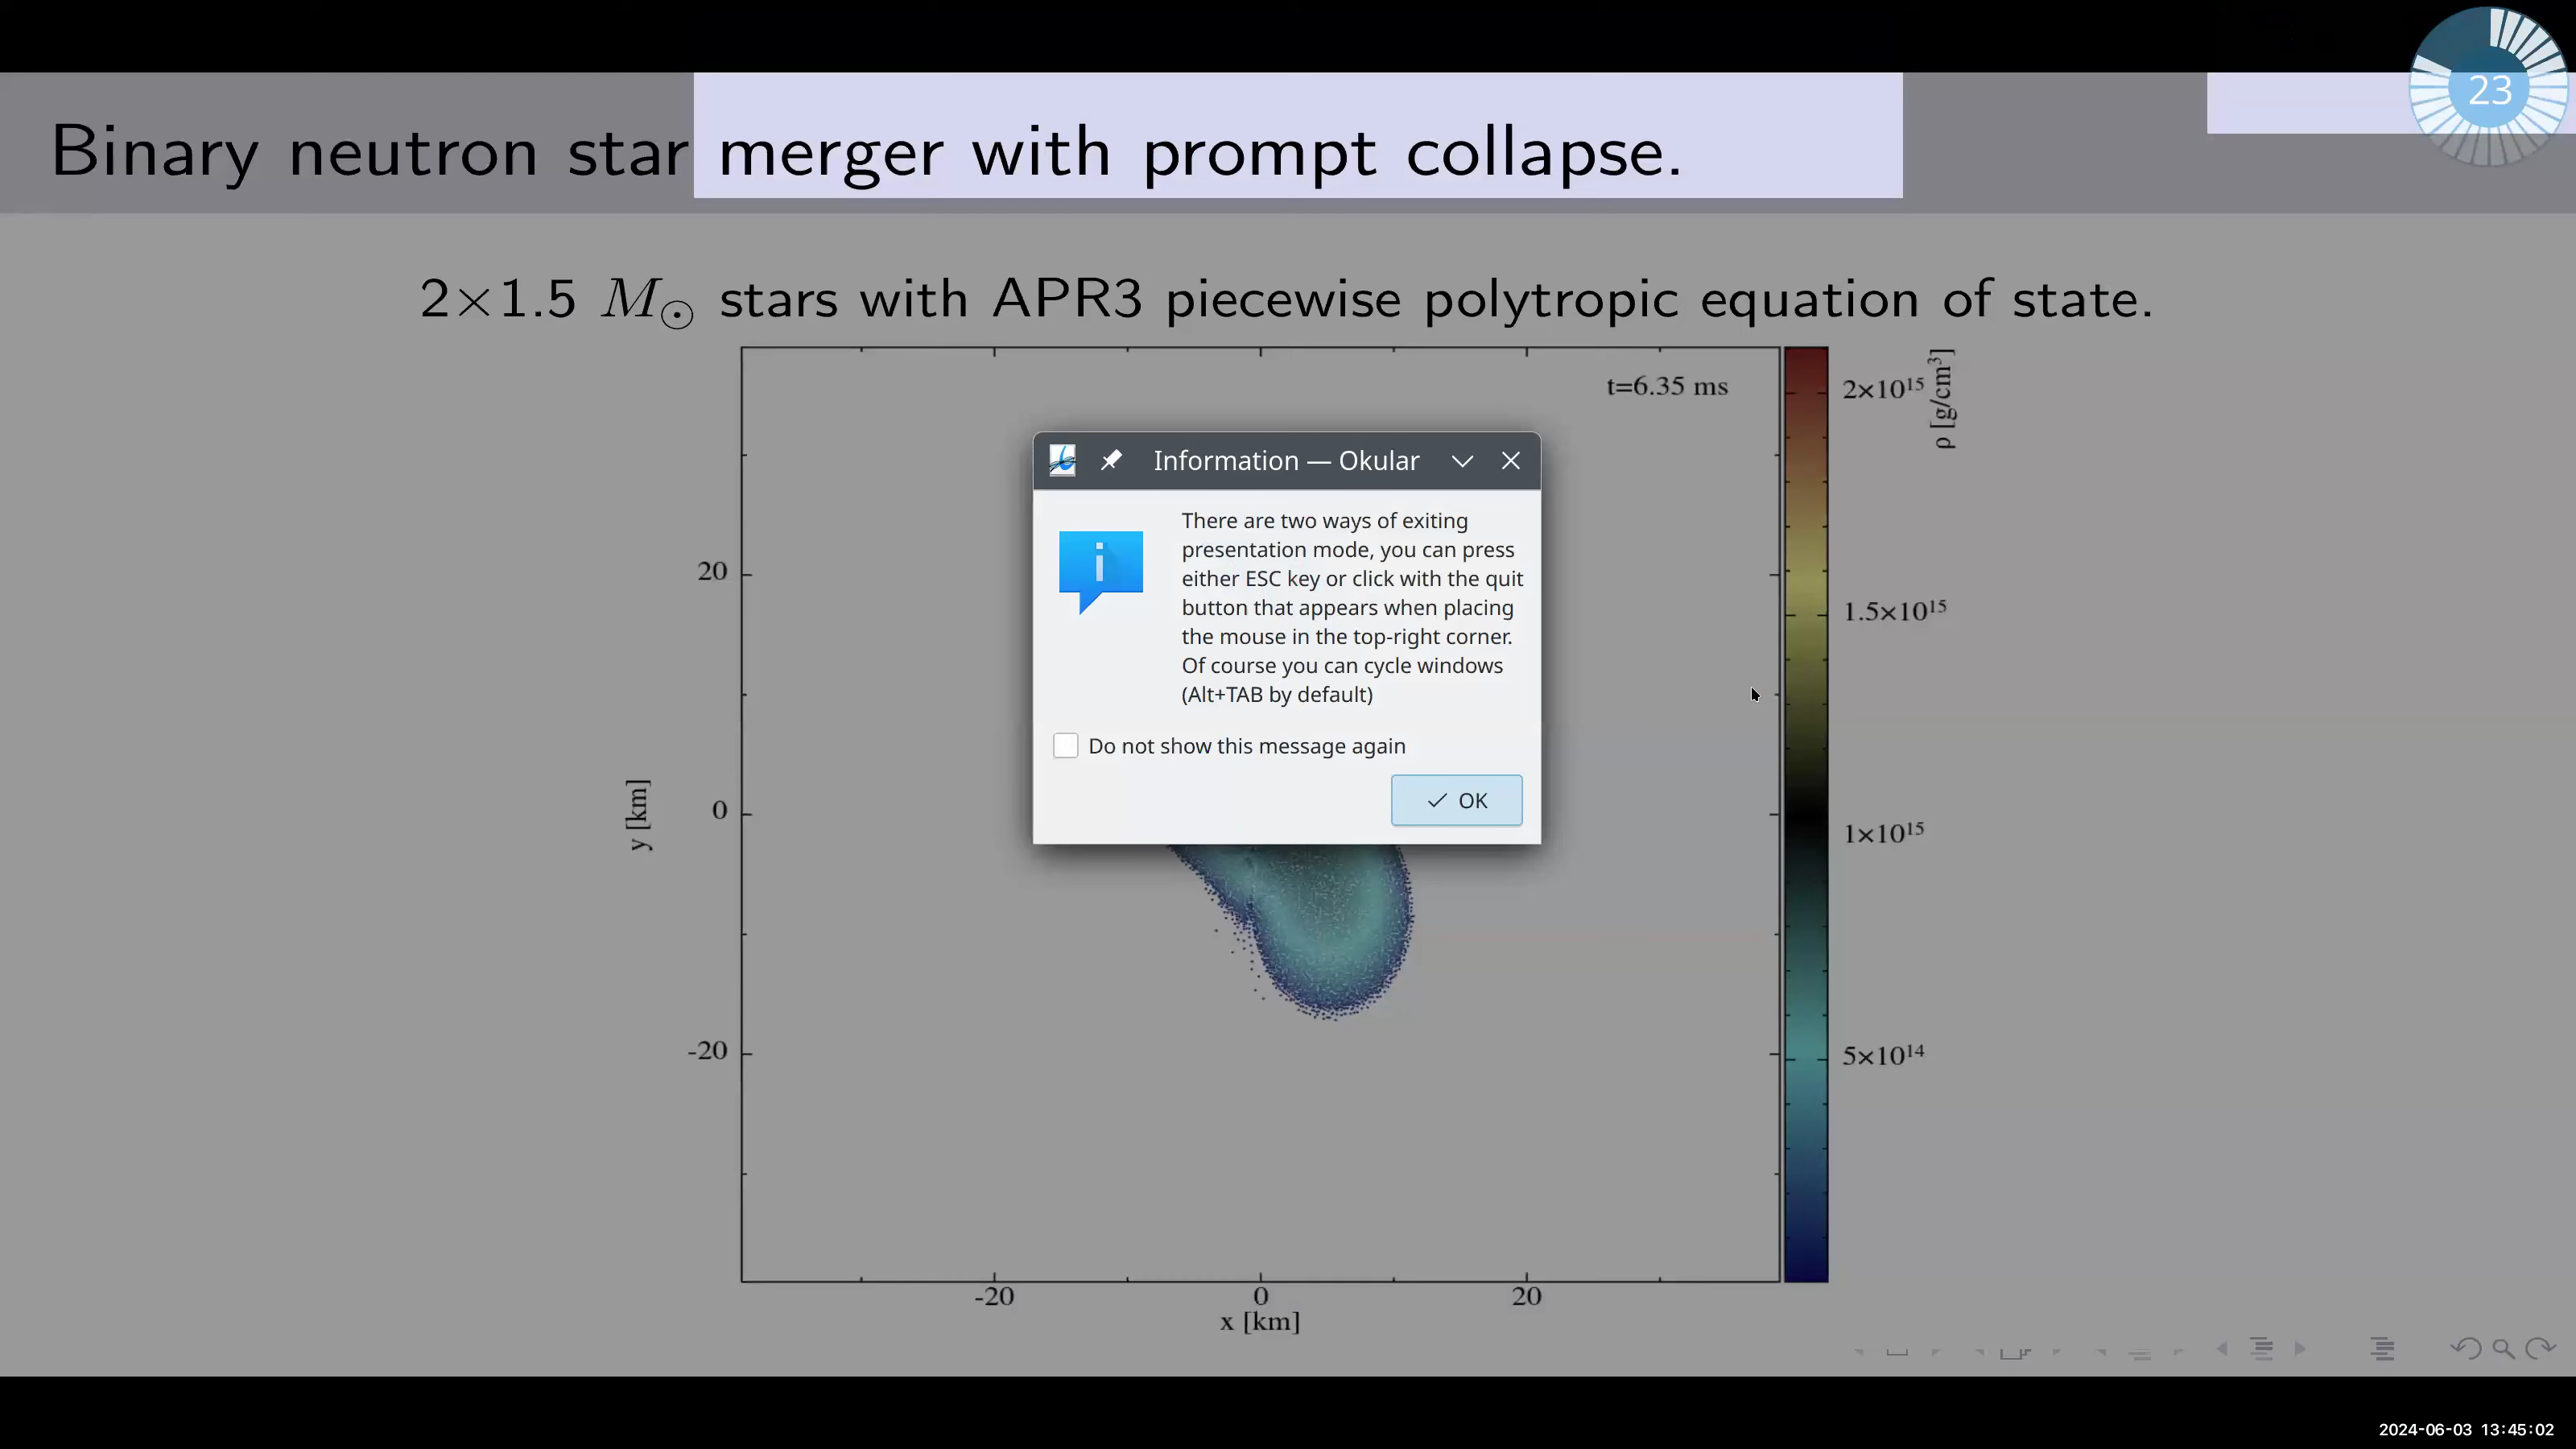 23
Binary neutron star merger with prompt collapse.
2×1.5 M☉ stars with APR3 piecewise polytropic equation of state.
t=6.35 ms
2×10¹⁵
ρ [g/cm³]
Information — Okular
There are two ways of exiting
presentation mode, you can press
either ESC key or click with the quit
button that appears when placing
the mouse in the top-right corner.
Of course you can cycle windows
(Alt+TAB by default)
Do not show this message again
OK
20
1.5×10¹⁵
y [km]
0
1×10¹⁵
-20
5×10¹⁴
-20
0
20
x [km]
2024-06-03 13:45:02